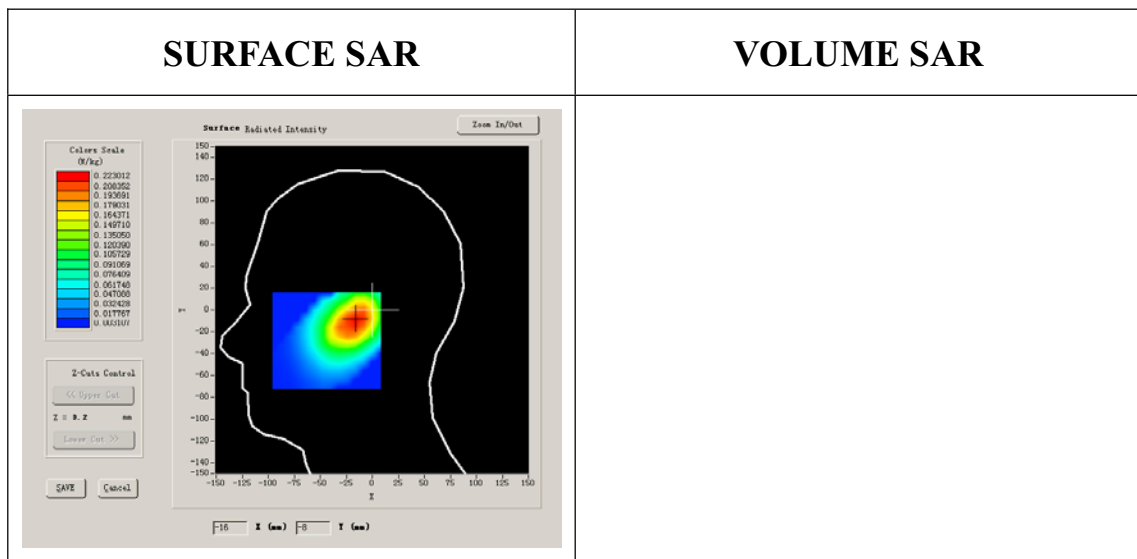 SURFACE SAR
VOLUME SAR
Surface Radiated Intensity
Zoom In/Out
Colors Scale
(W/kg)
0.223012
0.208352
0.193691
0.179031
0.164371
0.149710
0.135050
0.120390
0.105729
0.091069
0.076409
0.061748
0.047088
0.032428
0.017767
0.003107
150
140
120
100
80
60
40
20
0
-20
-40
-60
-80
-100
-120
-140
-150
Y
-150 -125 -100 -75 -50 -25 0 25 50 75 100 125 150
X
Z-Cuts Control
<< Upper Cut
Z = 3.2 mm
Lower Cut >>
SAVE Cancel
-16 X (mm) -8 Y (mm)